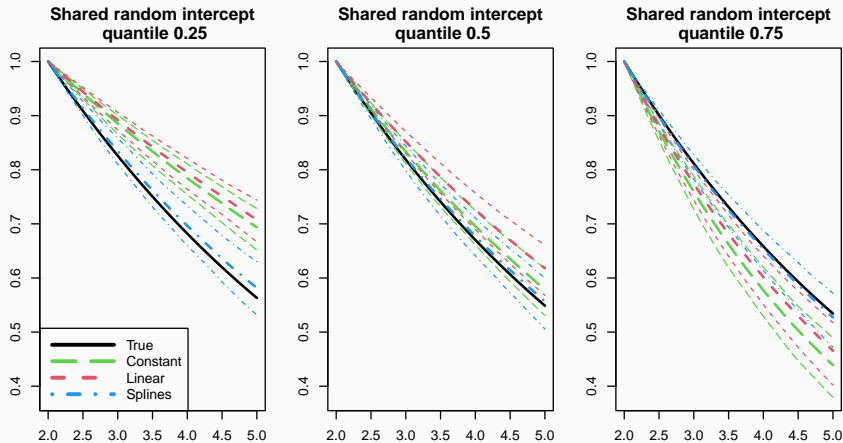 Shared random intercept
quantile 0.25
1.0
0.9
0.8
0.7
0.6
0.5
0.4
2.0 2.5 3.0 3.5 4.0 4.5 5.0
True
Constant
Linear
Splines
Shared random intercept
quantile 0.5
1.0
0.9
0.8
0.7
0.6
0.5
0.4
2.0 2.5 3.0 3.5 4.0 4.5 5.0
Shared random intercept
quantile 0.75
1.0
0.9
0.8
0.7
0.6
0.5
0.4
2.0 2.5 3.0 3.5 4.0 4.5 5.0